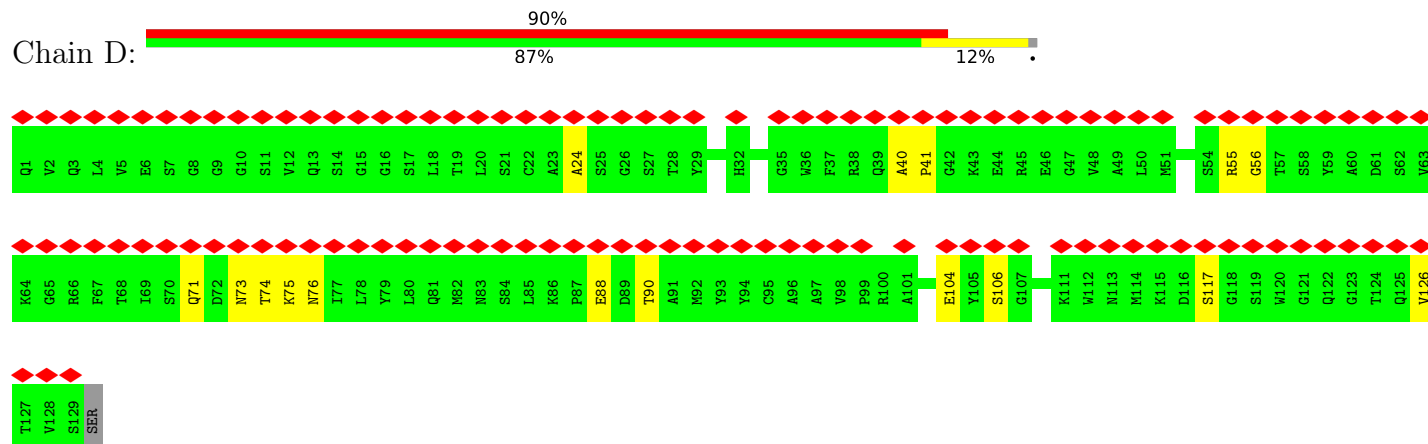 90%
Chain D:
87% 12% .
Q1 V2 Q3 L4 V5 E6 S7 G8 G9 G10 S11 V12 Q13 S14 G15 G16 S17 L18 T19 L20 S21 C22 A23 A24 S25 G26 S27 T28 Y29 H32 G35 W36 F37 R38 Q39 A40 P41 G42 K43 E44 R45 E46 G47 V48 A49 L50 M51 S54 R55 G56 T57 S58 Y59 A60 D61 S62 V63
K64 G65 R66 F67 T68 I69 S70 Q71 D72 N73 T74 K75 N76 I77 L78 Y79 L80 Q81 M82 N83 S84 L85 K86 P87 E88 D89 T90 A91 M92 Y93 Y94 C95 A96 A97 V98 P99 R100 A101 E104 Y105 S106 G107 K111 W112 N113 M114 K115 D116 S117 G118 S119 W120 G121 Q122 G123 T124 Q125 V126
T127 V128 S129 SER